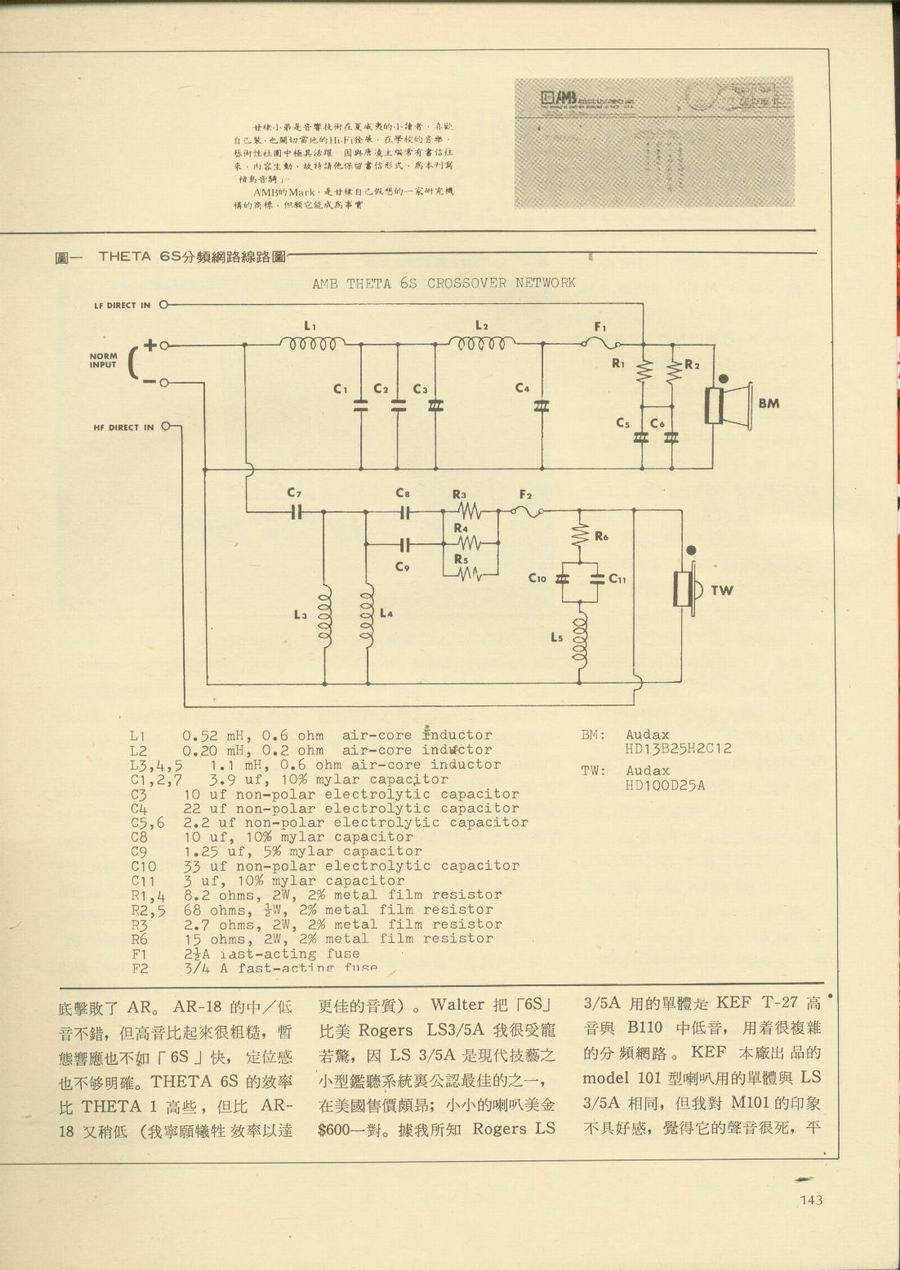 甘棣小弟是音響技術在夏威夷的小讀者，喜歡
自己裝，也關切當地的Hi-Fi發展，在學校的音樂、
藝術性社團中極其活躍，因與唐凌主編常有書信往
來，內容生動，故特請他保留書信形式，為本刊寫
「檀島音騎」。
AMB的Mark，是甘棣自己假想的一家研究機
構的商標，但願它能成為事實
AMB
圖一 THETA 6S分頻網路線路圖
AMB THETA 6S CROSSOVER NETWORK
LF DIRECT IN
NORM
INPUT
+
−
HF DIRECT IN
L1
L2
F1
C1
C2
C3
C4
R1
R2
C5
C6
BM
C7
C8
C9
R3
R4
R5
F2
R6
C10
C11
L3
L4
L5
TW
L1 0.52 mH, 0.6 ohm air-core inductor
L2 0.20 mH, 0.2 ohm air-core inductor
L3,4,5 1.1 mH, 0.6 ohm air-core inductor
C1,2,7 3.9 uf, 10% mylar capacitor
C3 10 uf non-polar electrolytic capacitor
C4 22 uf non-polar electrolytic capacitor
C5,6 2.2 uf non-polar electrolytic capacitor
C8 10 uf, 10% mylar capacitor
C9 1.25 uf, 5% mylar capacitor
C10 33 uf non-polar electrolytic capacitor
C11 3 uf, 10% mylar capacitor
R1,4 8.2 ohms, 2W, 2% metal film resistor
R2,5 68 ohms, ½W, 2% metal film resistor
R3 2.7 ohms, 2W, 2% metal film resistor
R6 15 ohms, 2W, 2% metal film resistor
F1 2½A fast-acting fuse
F2 3/4 A fast-acting fuse
BM: Audax
HD13B25H2C12
TW: Audax
HD100D25A
底擊敗了 AR。 AR-18 的中／低
音不錯，但高音比起來很粗糙，暫
態響應也不如「6S」快，定位感
也不够明確。THETA 6S 的效率
比 THETA 1 高些，但比 AR-
18 又稍低（我寧願犧牲效率以達
更佳的音質）。Walter 把「6S」
比美 Rogers LS3/5A 我很受寵
若驚，因 LS 3/5A 是現代技藝之
小型鑑聽系統裏公認最佳的之一，
在美國售價頗昂；小小的喇叭美金
$600一對。據我所知 Rogers LS
3/5A 用的單體是 KEF T-27 高
音與 B110 中低音，用着很複雜
的分頻網路。KEF 本廠出品的
model 101 型喇叭用的單體與 LS
3/5A 相同，但我對 M101 的印象
不具好感，覺得它的聲音很死，平
143